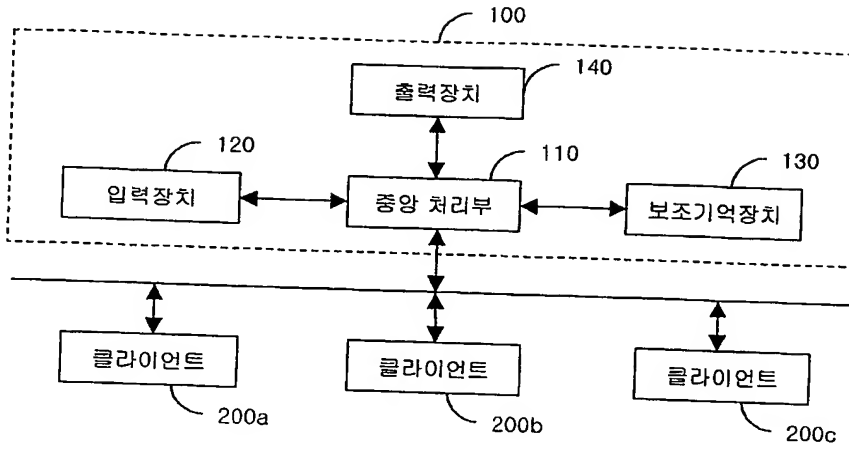 100
140
출력장치
120
110
130
입력장치
중앙 처리부
보조기억장치
클라이언트
클라이언트
클라이언트
200a
200b
200c